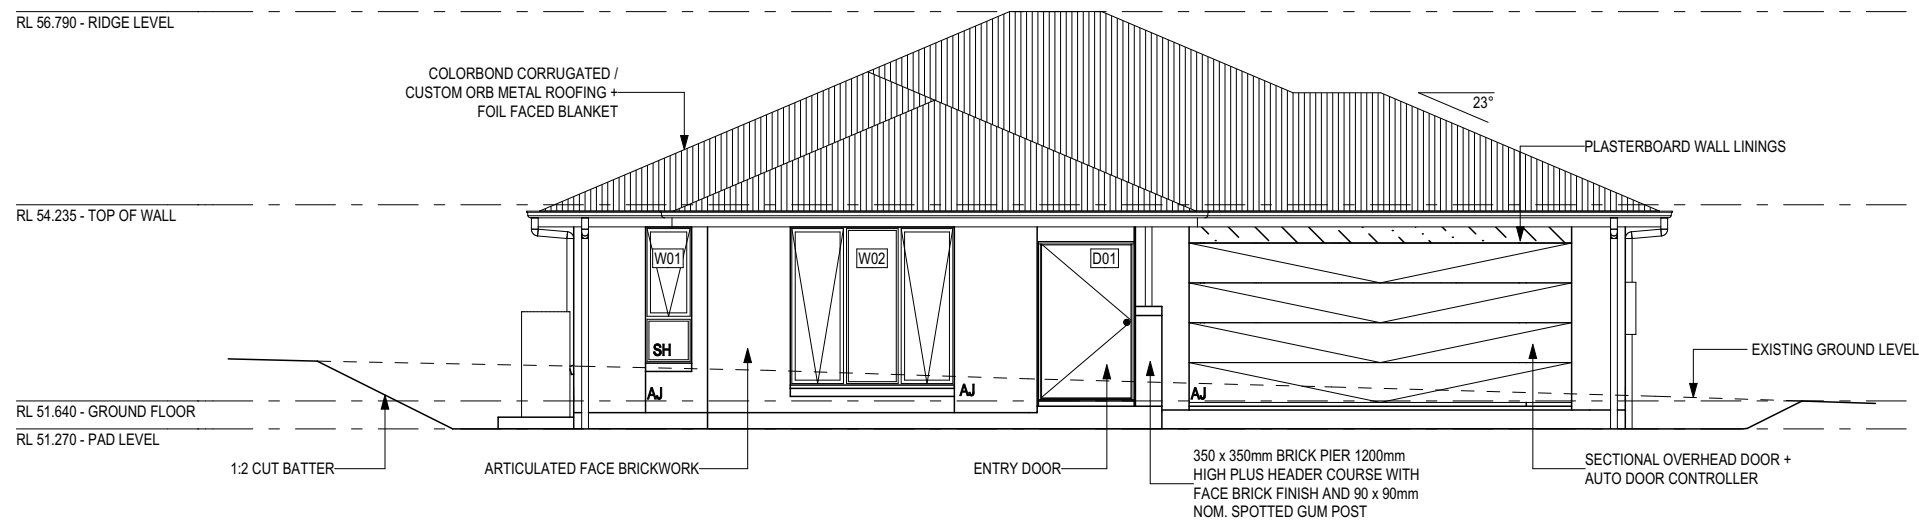 RL 56.790 - RIDGE LEVEL
COLORBOND CORRUGATED /
CUSTOM ORB METAL ROOFING +
FOIL FACED BLANKET
23°
PLASTERBOARD WALL LININGS
RL 54.235 - TOP OF WALL
W01
W02
D01
SH
AJ
AJ
AJ
EXISTING GROUND LEVEL
RL 51.640 - GROUND FLOOR
RL 51.270 - PAD LEVEL
1:2 CUT BATTER
ARTICULATED FACE BRICKWORK
ENTRY DOOR
350 x 350mm BRICK PIER 1200mm
HIGH PLUS HEADER COURSE WITH
FACE BRICK FINISH AND 90 x 90mm
NOM. SPOTTED GUM POST
SECTIONAL OVERHEAD DOOR +
AUTO DOOR CONTROLLER